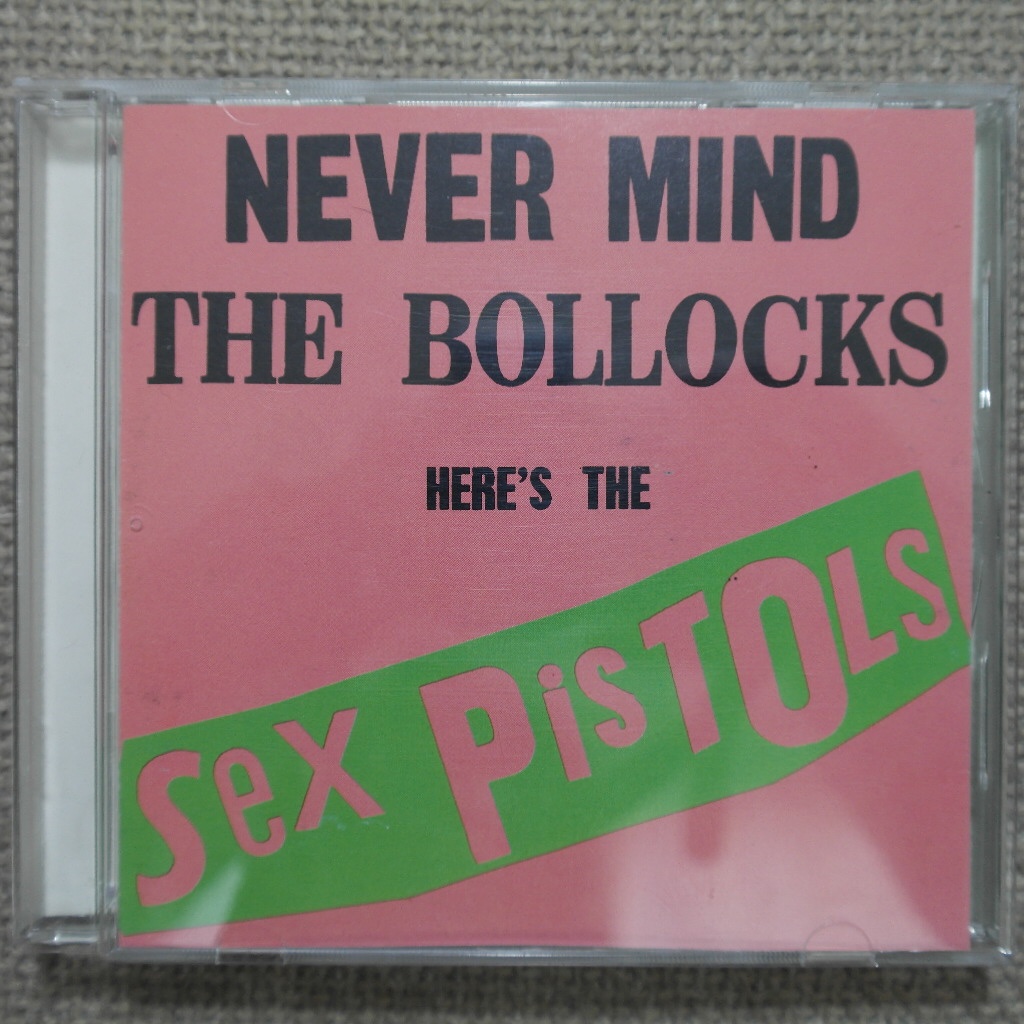 NEVER MIND
THE BOLLOCKS
HERE'S THE
Sex PisTOLs